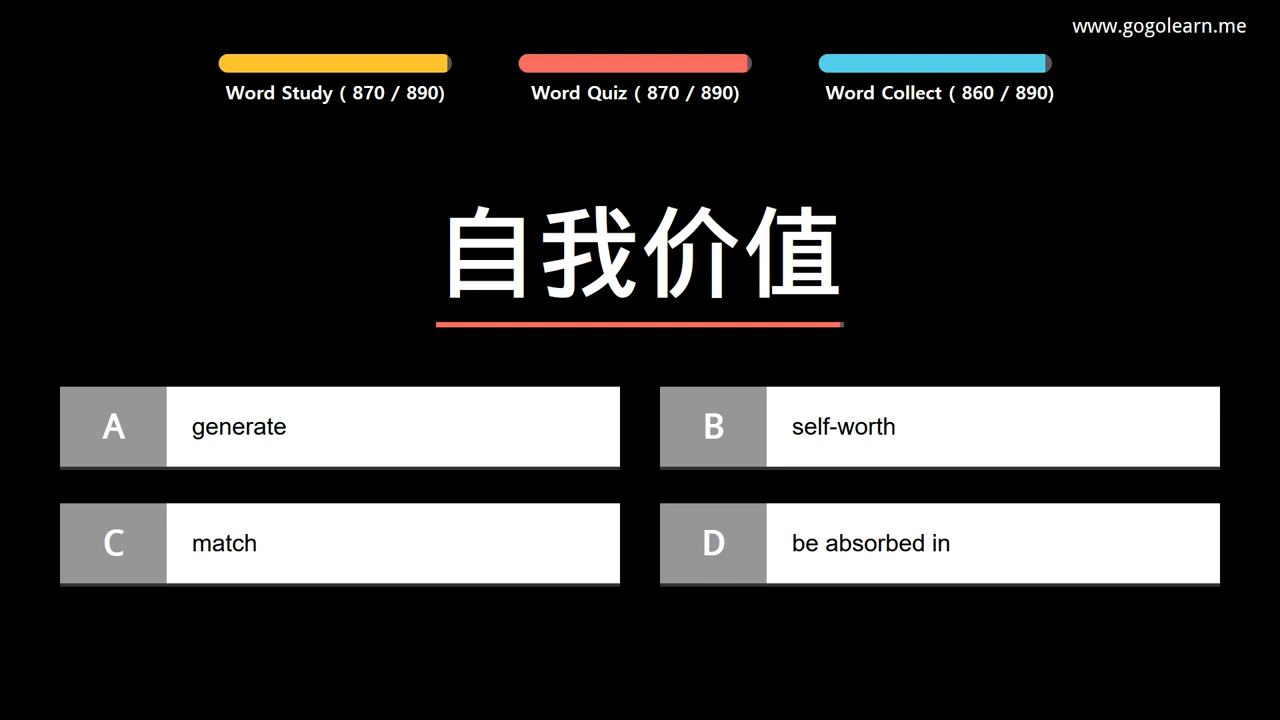 www.gogolearn.me
Word Study ( 870 / 890)
Word Quiz ( 870 / 890)
Word Collect ( 860 / 890)
自我价值
A generate
B self-worth
C match
D be absorbed in